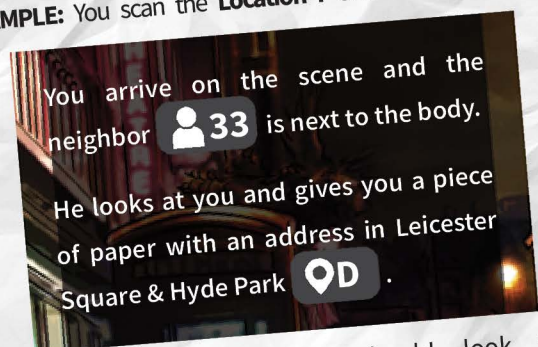 MPLE: You scan the Location
You arrive on the scene and the
neighbor 33 is next to the body.
He looks at you and gives you a piece
of paper with an address in Leicester
Square & Hyde Park D .
look